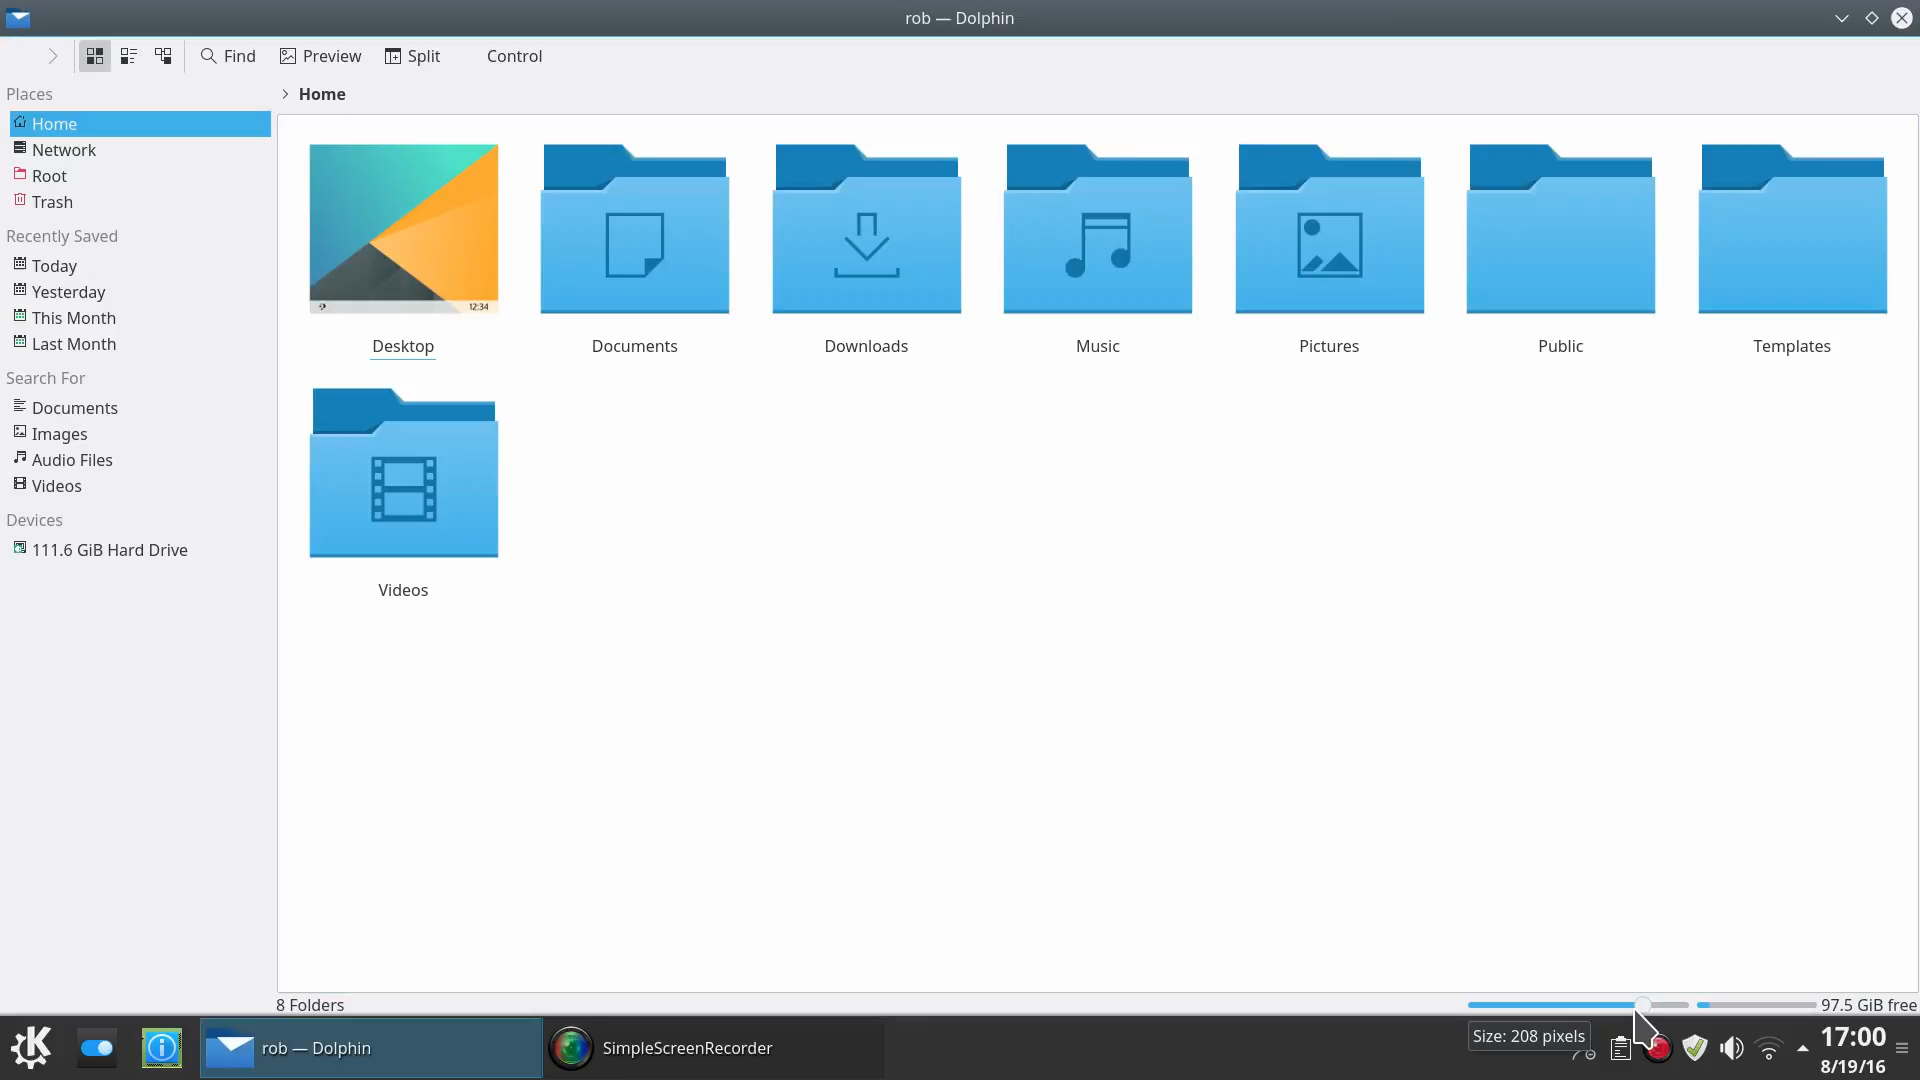 rob — Dolphin
Find
Preview
Split
Control
Places
Home
Network
Root
Trash
Recently Saved
Today
Yesterday
This Month
Last Month
Search For
Documents
Images
Audio Files
Videos
Devices
111.6 GiB Hard Drive
Home
12:34
Desktop
Documents
Downloads
Music
Pictures
Public
Templates
Videos
8 Folders
97.5 GiB free
Size: 208 pixels
rob — Dolphin
SimpleScreenRecorder
17:00
8/19/16